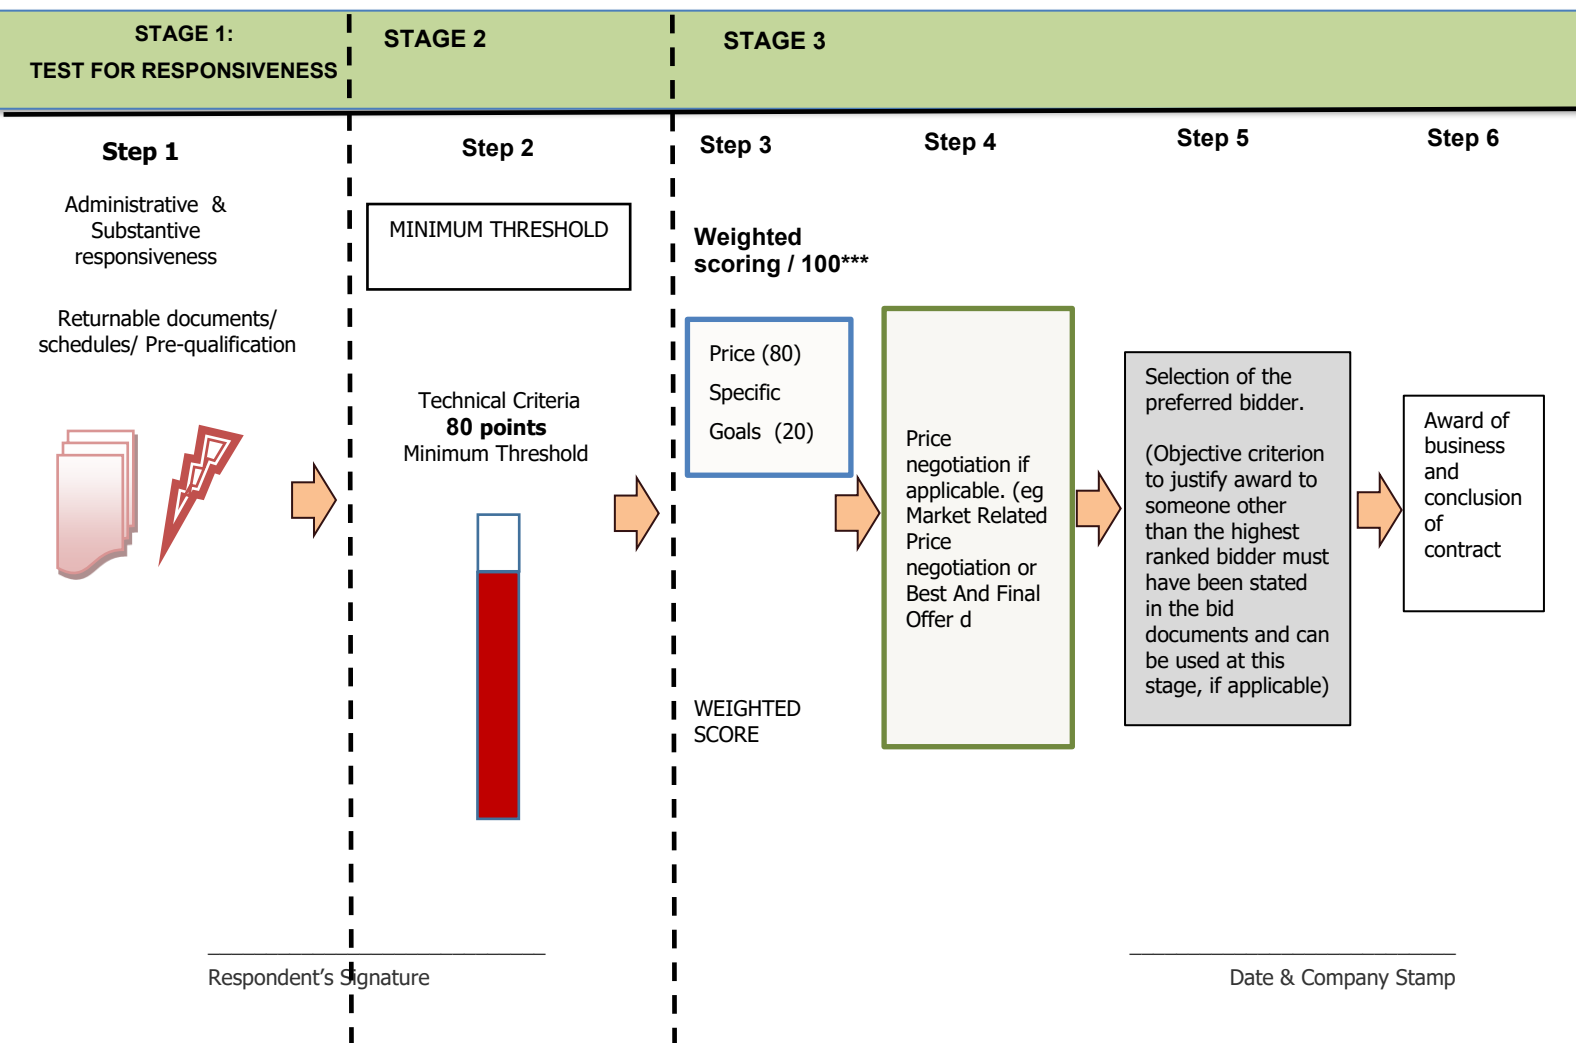 STAGE 1:
TEST FOR RESPONSIVENESS
STAGE 2
STAGE 3
Step 1
Administrative  &
Substantive
responsiveness
Returnable documents/
schedules/ Pre-qualification
Step 2
MINIMUM THRESHOLD
Technical Criteria
80 points
Minimum Threshold
Step 3
Weighted
scoring / 100***
Price (80)
Specific
Goals  (20)
WEIGHTED
SCORE
Step 4
Price
negotiation if
applicable. (eg
Market Related
Price
negotiation or
Best And Final
Offer d
Step 5
Selection of the
preferred bidder.
(Objective criterion
to justify award to
someone other
than the highest
ranked bidder must
have been stated
in the bid
documents and can
be used at this
stage, if applicable)
Step 6
Award of
business
and
conclusion
of
contract
Respondent’s Signature
Date & Company Stamp